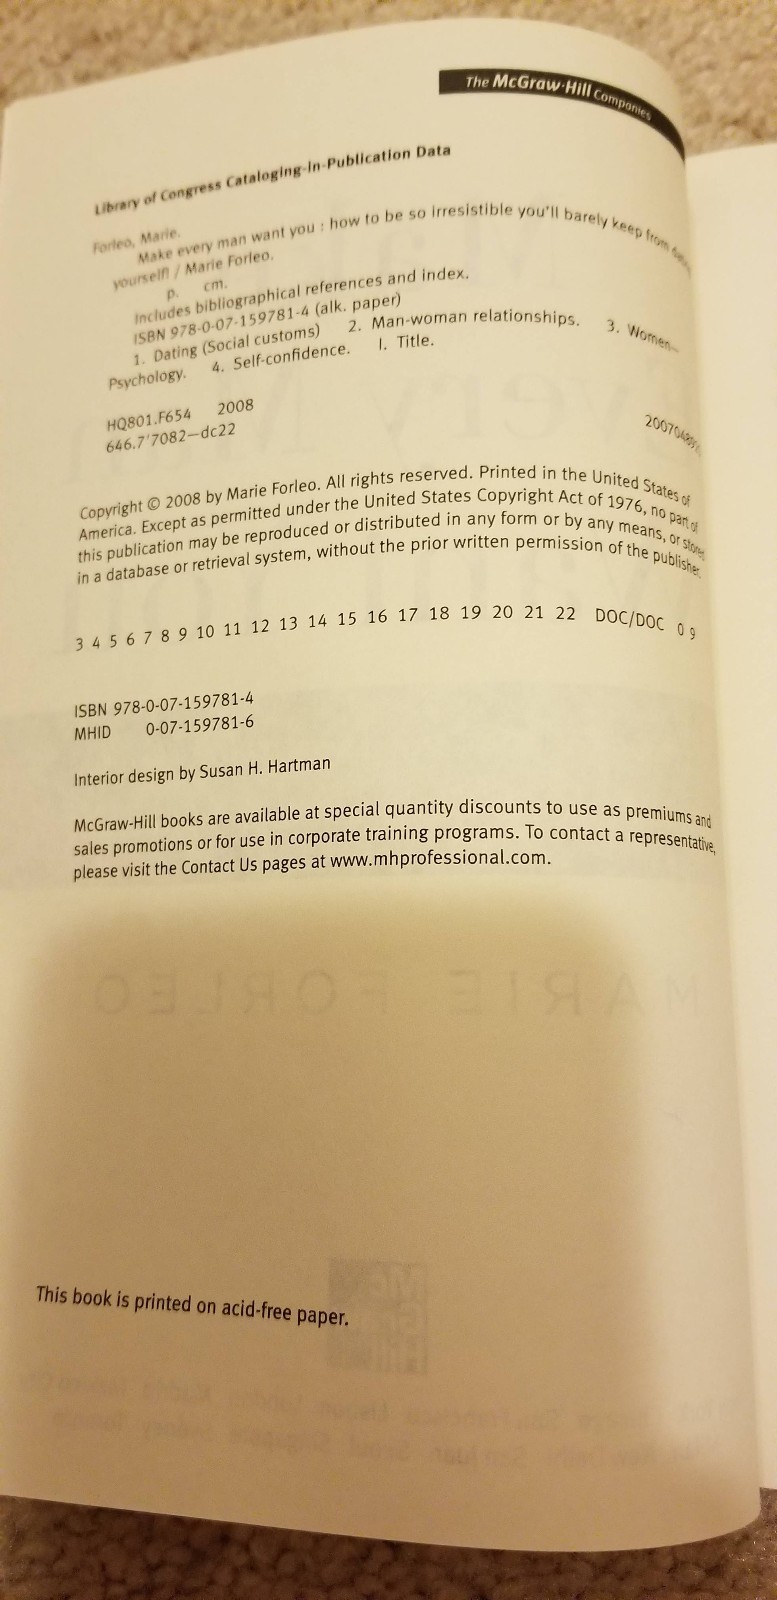 The McGraw·Hill Companies
Library of Congress Cataloging-in-Publication Data
Forleo, Marie.
Make every man want you : how to be so irresistible you'll barely keep from dating
yourself! / Marie Forleo.
p. cm.
Includes bibliographical references and index.
ISBN 978-0-07-159781-4 (alk. paper)
1. Dating (Social customs) 2. Man-woman relationships. 3. Women—
Psychology. 4. Self-confidence. I. Title.
HQ801.F654 2008
646.7'7082—dc22
Copyright © 2008 by Marie Forleo. All rights reserved. Printed in the United States of
America. Except as permitted under the United States Copyright Act of 1976, no part of
this publication may be reproduced or distributed in any form or by any means, or stored
in a database or retrieval system, without the prior written permission of the publisher.
3 4 5 6 7 8 9 10 11 12 13 14 15 16 17 18 19 20 21 22 DOC/DOC 0 9
ISBN 978-0-07-159781-4
MHID 0-07-159781-6
Interior design by Susan H. Hartman
McGraw-Hill books are available at special quantity discounts to use as premiums and
sales promotions or for use in corporate training programs. To contact a representative,
please visit the Contact Us pages at www.mhprofessional.com.
MARIE FORLEO
This book is printed on acid-free paper.